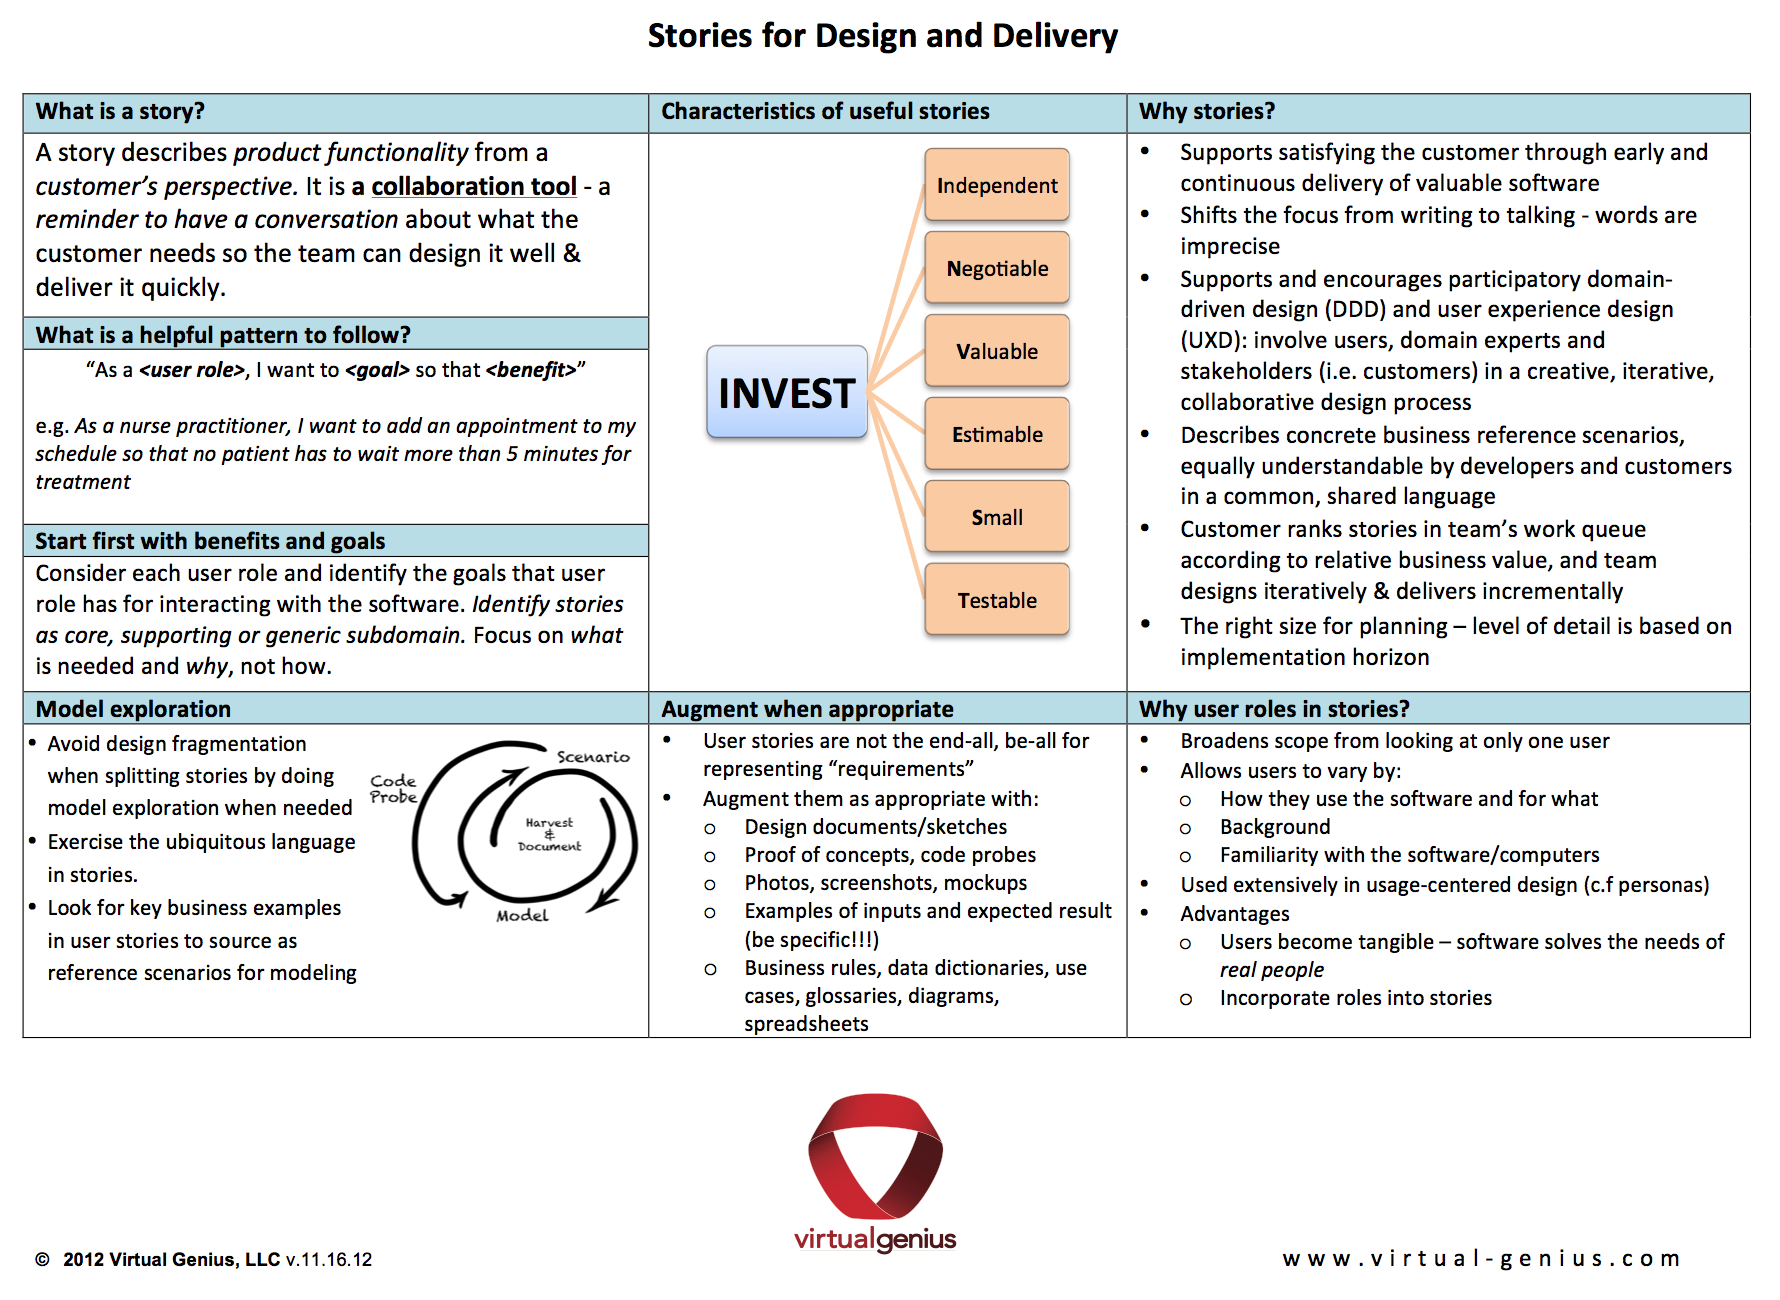 Stories for Design and Delivery
What is a story?
A story describes product functionality from a
customer's perspective. It is a collaboration tool - a
reminder to have a conversation about what the
customer needs so the team can design it well &
deliver it quickly.
What is a helpful pattern to follow?
“As a <user role>, I want to <goal> so that <benefit>”
e.g. As a nurse practitioner, I want to add an appointment to my
schedule so that no patient has to wait more than 5 minutes for
treatment
Start first with benefits and goals
Consider each user role and identify the goals that user
role has for interacting with the software. Identify stories
as core, supporting or generic subdomain. Focus on what
is needed and why, not how.
Characteristics of useful stories
INVEST
Independent
Negotiable
Valuable
Estimable
Small
Testable
Why stories?
• Supports satisfying the customer through early and
continuous delivery of valuable software
• Shifts the focus from writing to talking - words are
imprecise
• Supports and encourages participatory domain-
driven design (DDD) and user experience design
(UXD): involve users, domain experts and
stakeholders (i.e. customers) in a creative, iterative,
collaborative design process
• Describes concrete business reference scenarios,
equally understandable by developers and customers
in a common, shared language
• Customer ranks stories in team's work queue
according to relative business value, and team
designs iteratively & delivers incrementally
• The right size for planning – level of detail is based on
implementation horizon
Model exploration
• Avoid design fragmentation
when splitting stories by doing
model exploration when needed
• Exercise the ubiquitous language
in stories.
• Look for key business examples
in user stories to source as
reference scenarios for modeling
Scenario
Code
Probe
Harvest
&
Document
Model
Augment when appropriate
• User stories are not the end-all, be-all for
representing “requirements”
• Augment them as appropriate with:
o Design documents/sketches
o Proof of concepts, code probes
o Photos, screenshots, mockups
o Examples of inputs and expected result
(be specific!!!)
o Business rules, data dictionaries, use
cases, glossaries, diagrams,
spreadsheets
Why user roles in stories?
• Broadens scope from looking at only one user
• Allows users to vary by:
o How they use the software and for what
o Background
o Familiarity with the software/computers
• Used extensively in usage-centered design (c.f personas)
• Advantages
o Users become tangible – software solves the needs of
real people
o Incorporate roles into stories
virtualgenius
© 2012 Virtual Genius, LLC v.11.16.12
www.virtual-genius.com